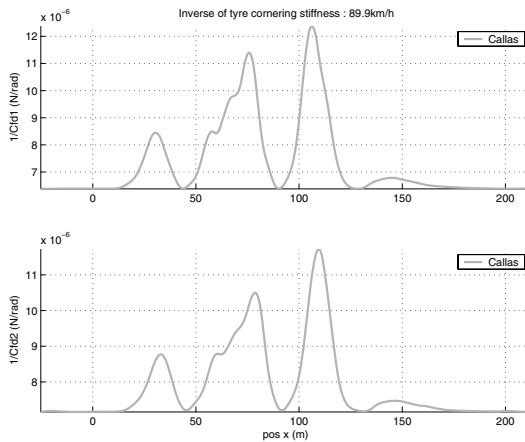 Inverse of tyre cornering stiffness : 89.9km/h
x 10⁻⁶
Callas
12
11
10
9
8
7
1/Cfd1 (N/rad)
0 50 100 150 200
x 10⁻⁶
Callas
11
10
9
8
1/Cfd2 (N/rad)
0 50 100 150 200
pos x (m)